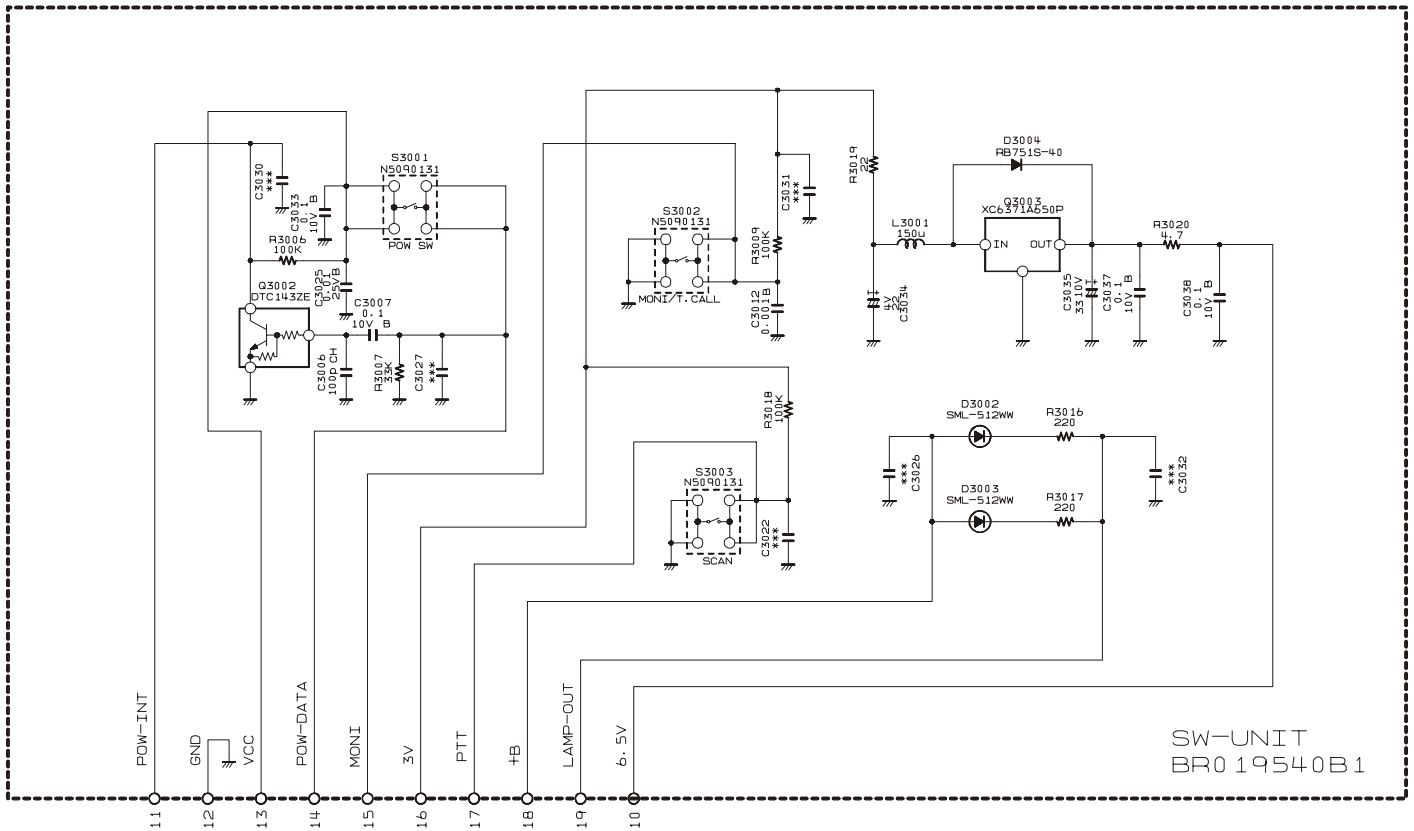 D3004
RB751S-40
S3001
N5090131
POW SW
C3030
***
C3033
0.1
10V B
R3006
100K
C3025
0.01
25VB
Q3002
DTC143ZE
C3007
0.1
10V B
C3006
100p CH
R3007
33K
C3027
***
S3002
N5090131
MONI/T.CALL
R3009
100K
C3031
***
C3012
0.001B
R3019
22
L3001
150u
Q3003
XC6371A650P
IN
OUT
R3020
4.7
+
4V
22
C3034
+
C3035
33 10V
C3037
0.1
10V B
C3038
0.1
10V B
R3018
100K
S3003
N5090131
SCAN
C3022
***
D3002
SML-512WW
R3016
220
***
C3026
***
C3032
D3003
SML-512WW
R3017
220
POW-INT
GND
VCC
POW-DATA
MONI
3V
PTT
+B
LAMP-OUT
6.5V
SW-UNIT
BR019540B1
11
12
13
14
15
16
17
18
19
10